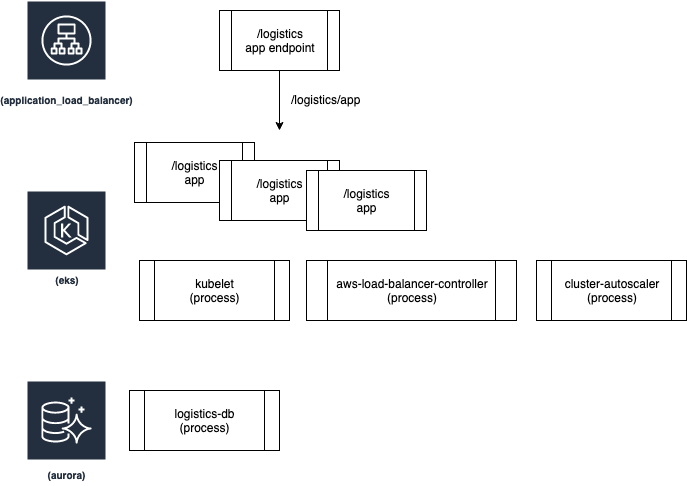 /logistics
app endpoint
(application_load_balancer)
/logistics/app
/logistics
app
/logistics
app
/logistics
app
K
(eks)
kubelet
(process)
aws-load-balancer-controller
(process)
cluster-autoscaler
(process)
logistics-db
(process)
(aurora)